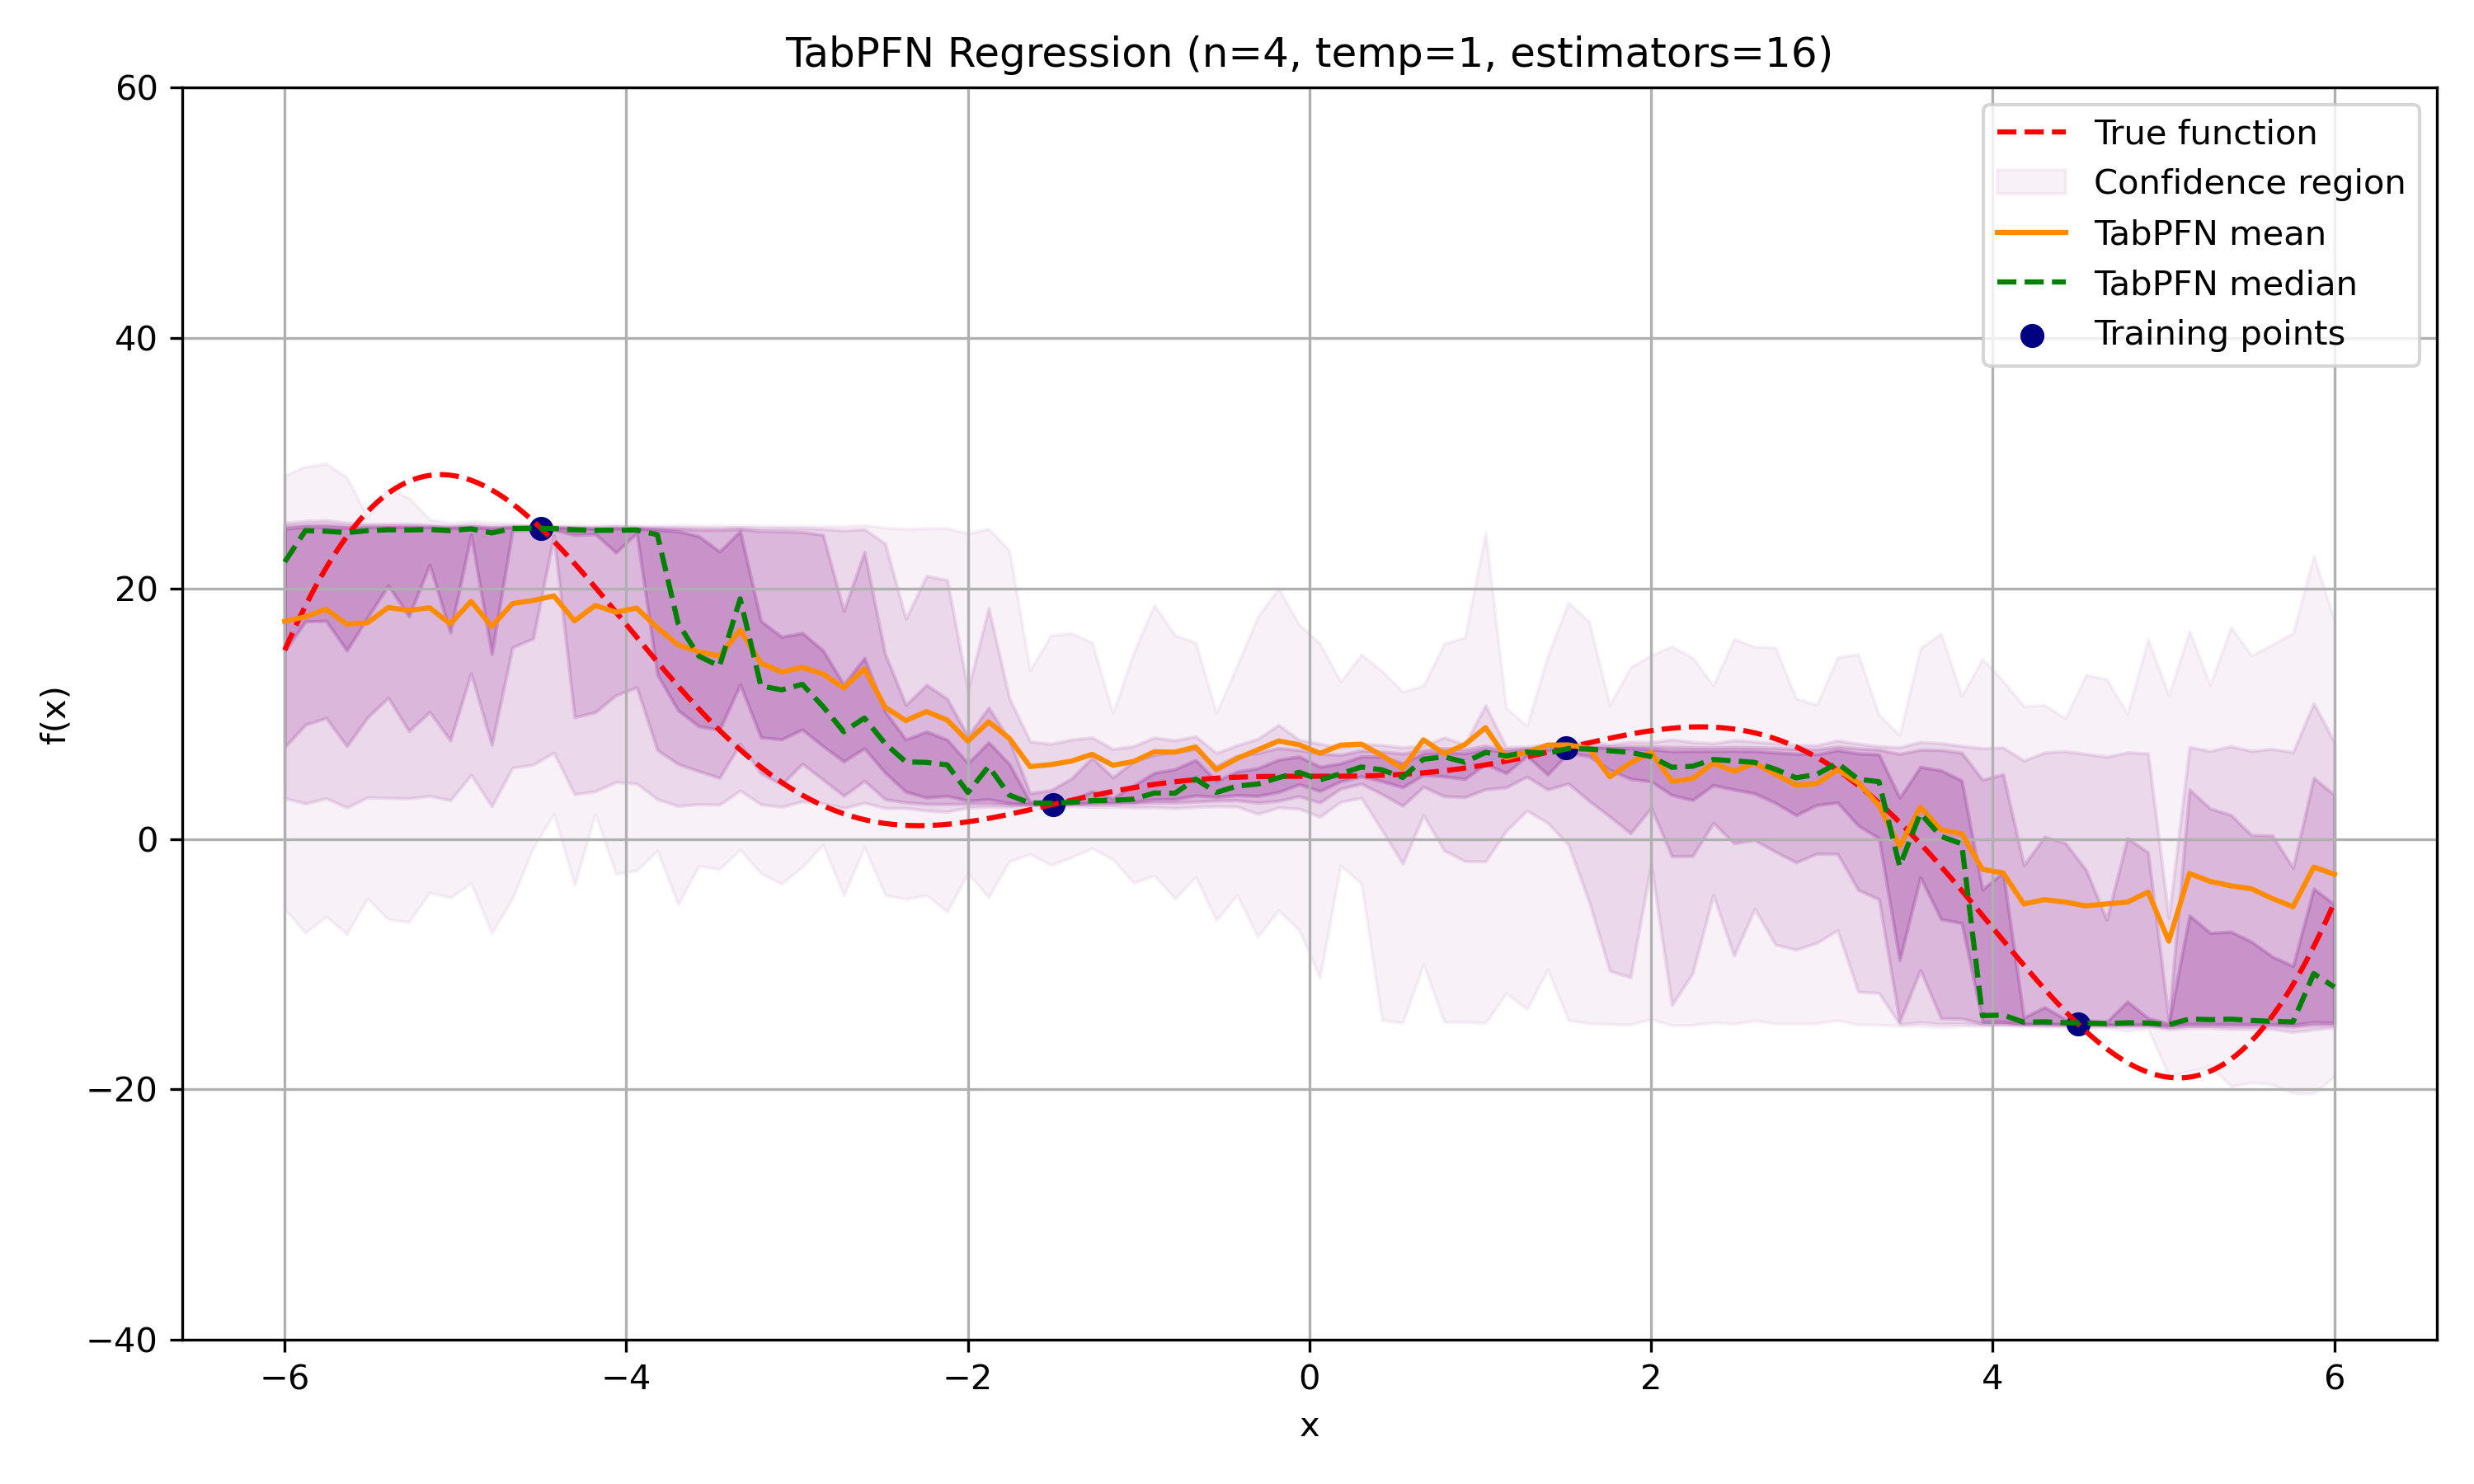 TabPFN Regression (n=4, temp=1, estimators=16)
60
40
20
0
−20
−40
f(x)
True function
Confidence region
TabPFN mean
TabPFN median
Training points
−6
−4
−2
0
2
4
6
x